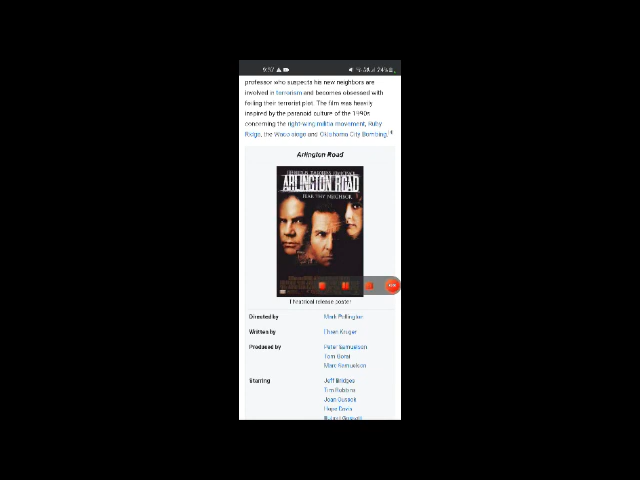 professor who suspects his new neighbors are
involved in terrorism and becomes obsessed with
foiling their terrorist plot. The film was heavily
inspired by the paranoid culture of the 1990s
concerning the right-wing militia movement, Ruby
Ridge, the Waco siege and Oklahoma City Bombing.
Arlington Road
ARLINGTON ROAD
FEAR THY NEIGHBOR
Theatrical release poster
Directed by Mark Pellington
Written by Ehren Kruger
Produced by Peter Samuelson
Tom Gorai
Marc Samuelson
Starring Jeff Bridges
Tim Robbins
Joan Cusack
Hope Davis
Robert Gossett